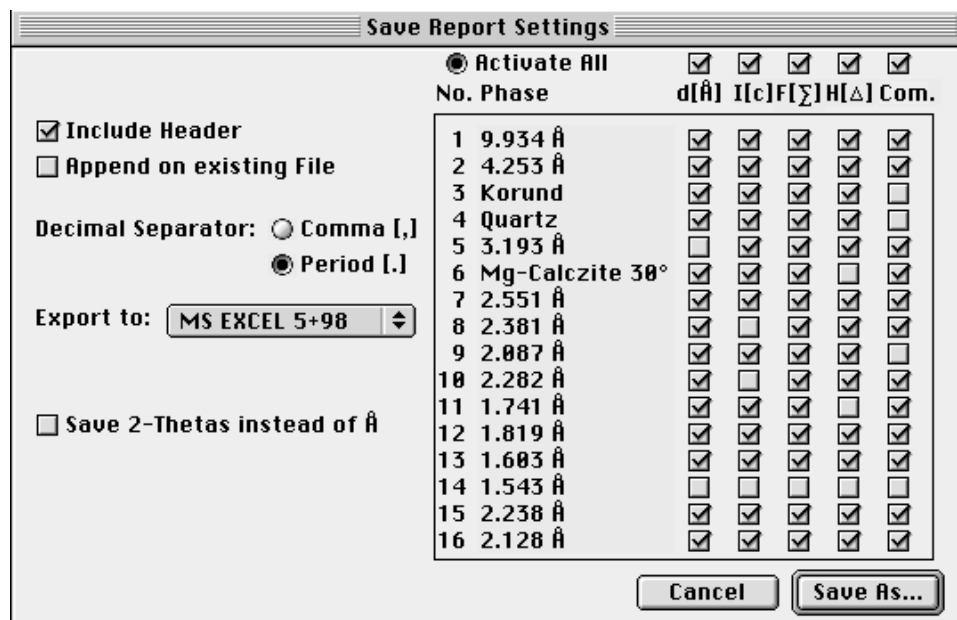 Save Report Settings
Activate All
No. Phase d[Å] I[c] F[∑] H[∆] Com.
Include Header
Append on existing File
Decimal Separator: Comma [,]
Period [.]
Export to: MS EXCEL 5+98
Save 2-Thetas instead of Å
1 9.934 Å
2 4.253 Å
3 Korund
4 Quartz
5 3.193 Å
6 Mg-Calczite 30°
7 2.551 Å
8 2.381 Å
9 2.087 Å
10 2.282 Å
11 1.741 Å
12 1.819 Å
13 1.603 Å
14 1.543 Å
15 2.238 Å
16 2.128 Å
Cancel Save As...